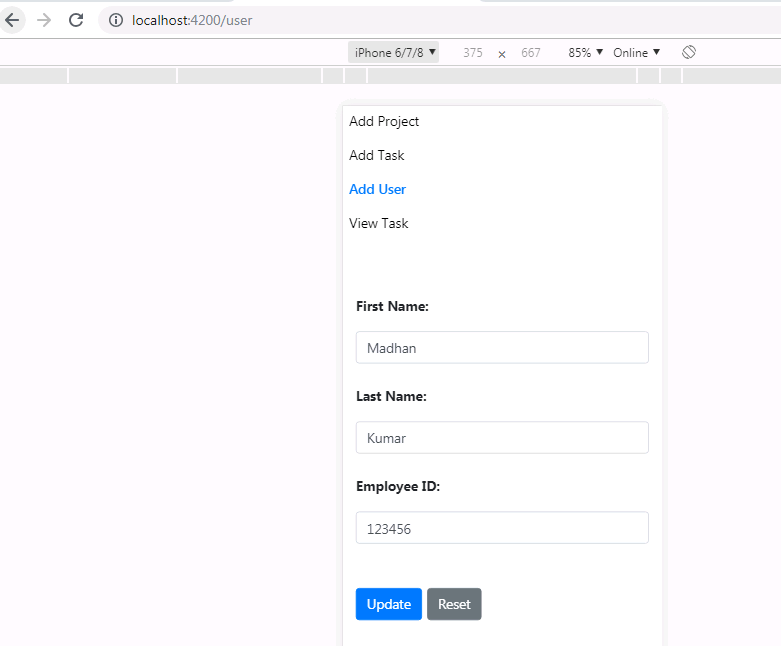 localhost:4200/user
iPhone 6/7/8 ▼ 375 × 667 85% ▼ Online ▼
Add Project
Add Task
Add User
View Task
First Name:
Madhan
Last Name:
Kumar
Employee ID:
123456
Update Reset